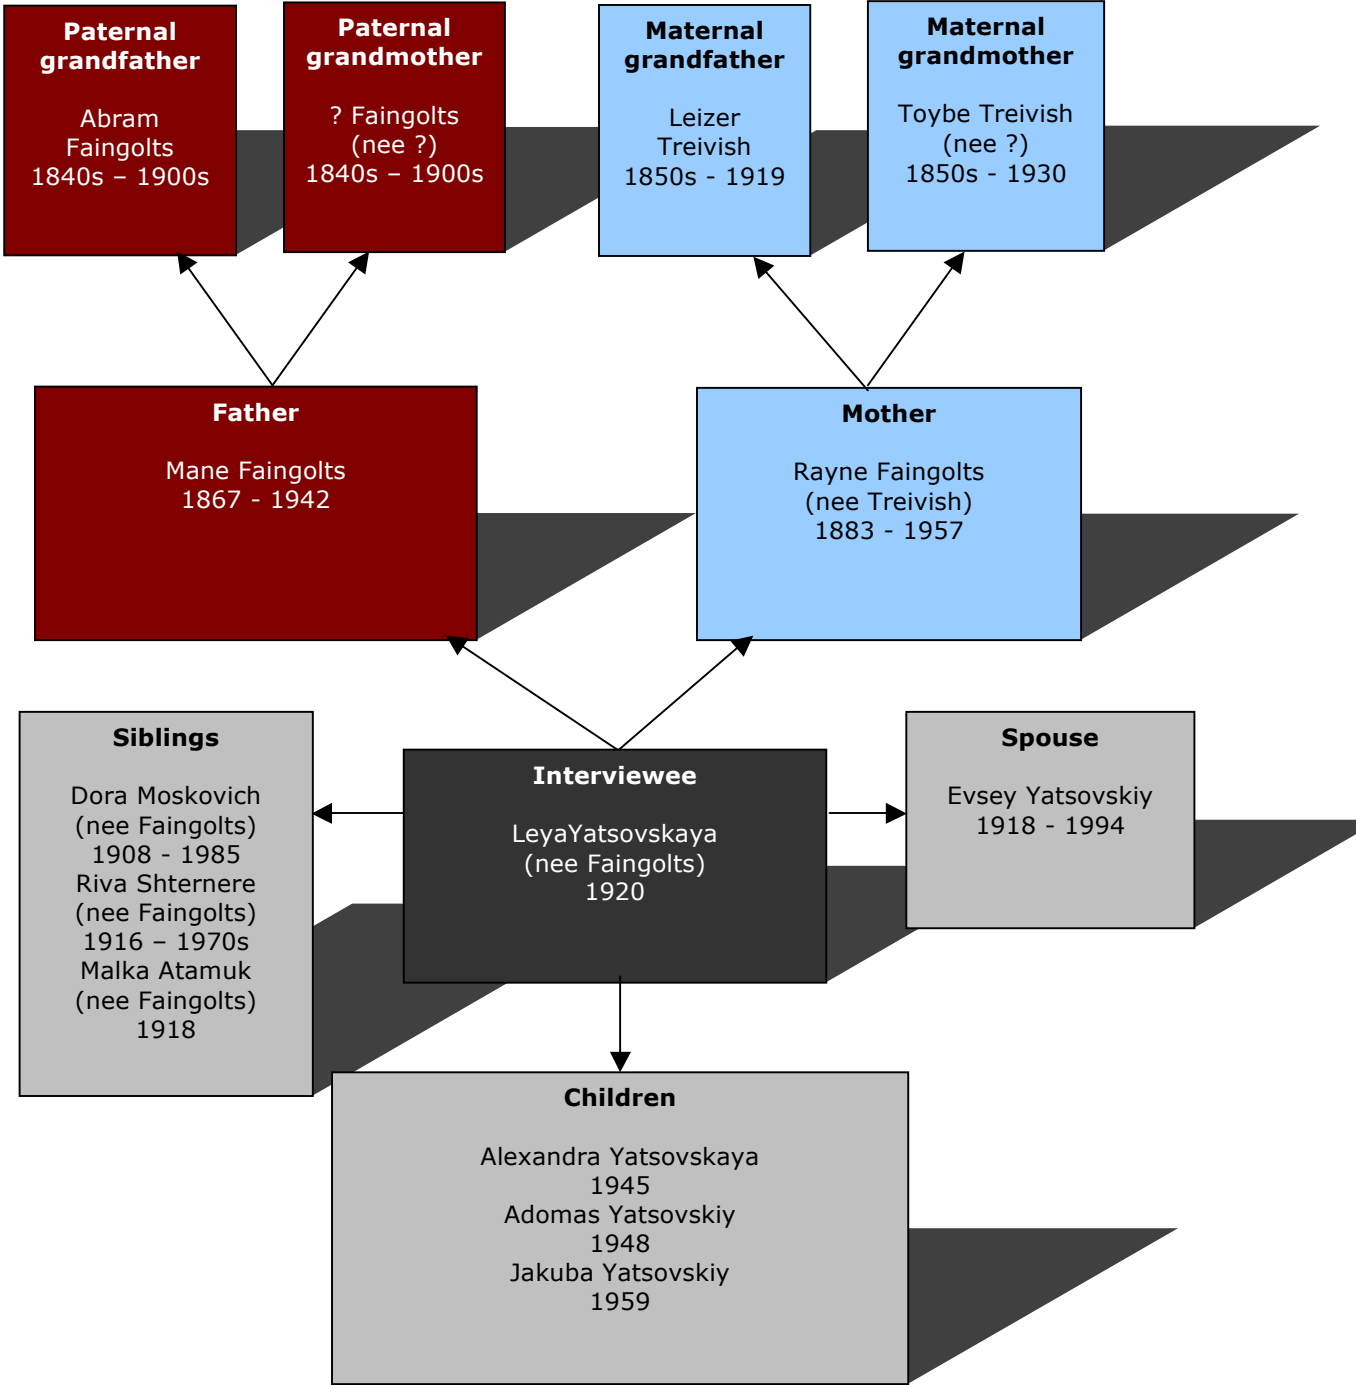 Paternal
grandfather
Abram
Faingolts
1840s – 1900s
Paternal
grandmother
? Faingolts
(nee ?)
1840s – 1900s
Maternal
grandfather
Leizer
Treivish
1850s - 1919
Maternal
grandmother
Toybe Treivish
(nee ?)
1850s - 1930
Father
Mane Faingolts
1867 - 1942
Mother
Rayne Faingolts
(nee Treivish)
1883 - 1957
Siblings
Dora Moskovich
(nee Faingolts)
1908 - 1985
Riva Shternere
(nee Faingolts)
1916 – 1970s
Malka Atamuk
(nee Faingolts)
1918
Interviewee
LeyaYatsovskaya
(nee Faingolts)
1920
Spouse
Evsey Yatsovskiy
1918 - 1994
Children
Alexandra Yatsovskaya
1945
Adomas Yatsovskiy
1948
Jakuba Yatsovskiy
1959